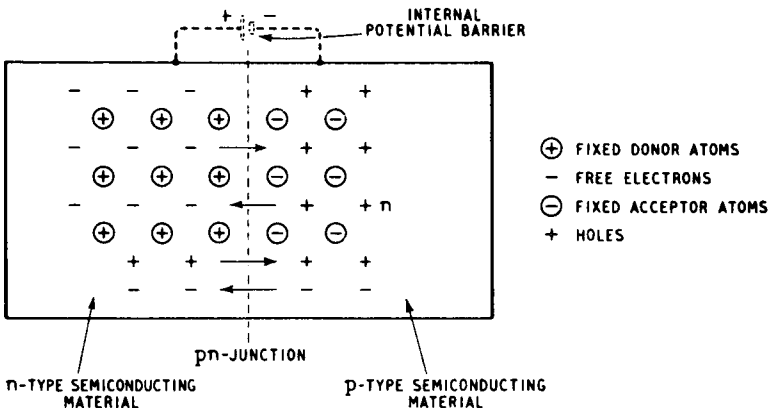 INTERNAL
POTENTIAL BARRIER
+ −
− − − + +
⊕ ⊕ ⊕ ⊖ ⊖
− − − + +
⊕ ⊕ ⊕ ⊖ ⊖
− − − + + n
⊕ ⊕ ⊕ ⊖ ⊖
+ + + +
− − − −
⊕ FIXED DONOR ATOMS
− FREE ELECTRONS
⊖ FIXED ACCEPTOR ATOMS
+ HOLES
pn-JUNCTION
n-TYPE SEMICONDUCTING
MATERIAL
p-TYPE SEMICONDUCTING
MATERIAL